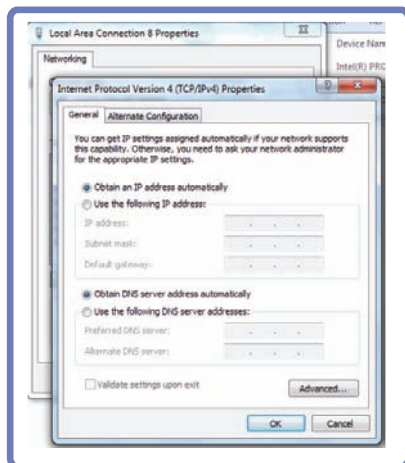 Local Area Connection 8 Properties
Device Nam
Networking
Intel(R) PRO
Internet Protocol Version 4 (TCP/IPv4) Properties
General
Alternate Configuration
You can get IP settings assigned automatically if your network supports
this capability. Otherwise, you need to ask your network administrator
for the appropriate IP settings.
Obtain an IP address automatically
Use the following IP address:
IP address:
Subnet mask:
Default gateway:
Obtain DNS server address automatically
Use the following DNS server addresses:
Preferred DNS server:
Alternate DNS server:
Validate settings upon exit
Advanced...
OK
Cancel